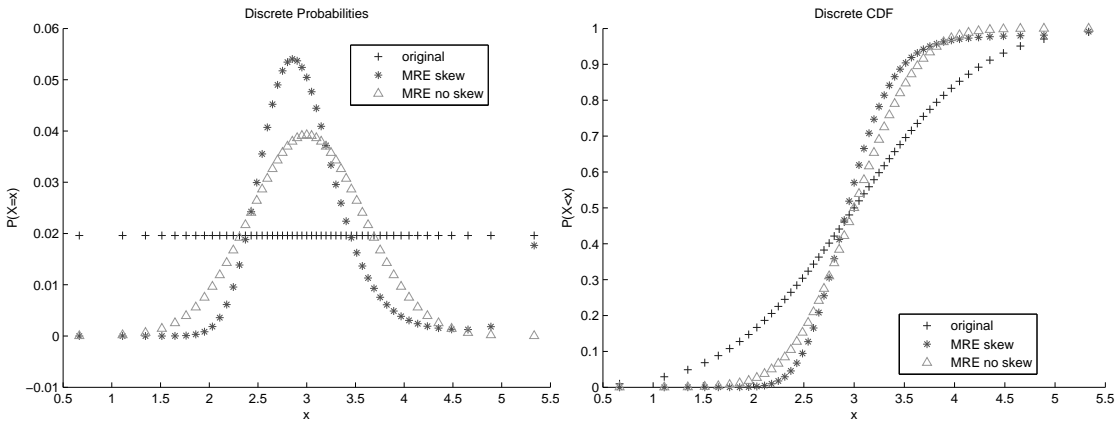 Discrete Probabilities
0.06
0.05
0.04
0.03
0.02
0.01
0
−0.01
P(X=x)
original
MRE skew
MRE no skew
0.5 1 1.5 2 2.5 3 3.5 4 4.5 5 5.5
x
Discrete CDF
1
0.9
0.8
0.7
0.6
0.5
0.4
0.3
0.2
0.1
0
P(X<x)
original
MRE skew
MRE no skew
0.5 1 1.5 2 2.5 3 3.5 4 4.5 5 5.5
x